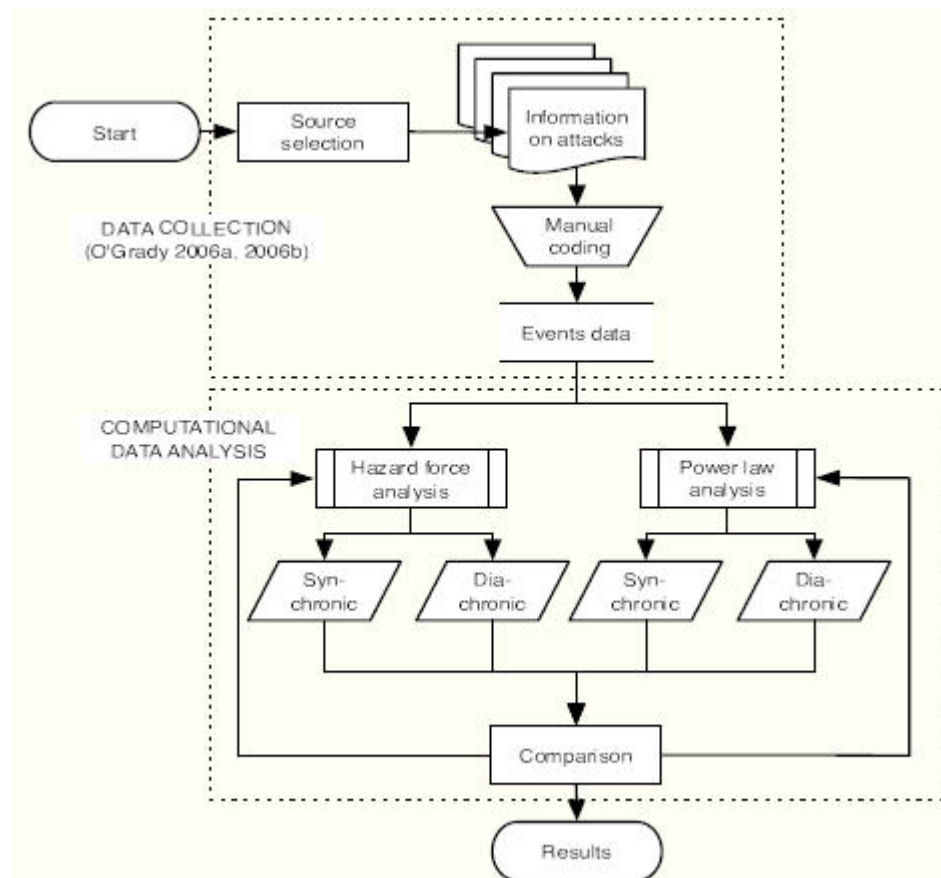 Start
Source
selection
Information
on attacks
DATA COLLECTION
(O'Grady 2006a, 2006b)
Manual
coding
Events data
COMPUTATIONAL
DATA ANALYSIS
Hazard force
analysis
Power law
analysis
Syn-
chronic
Dia-
chronic
Syn-
chronic
Dia-
chronic
Comparison
Results